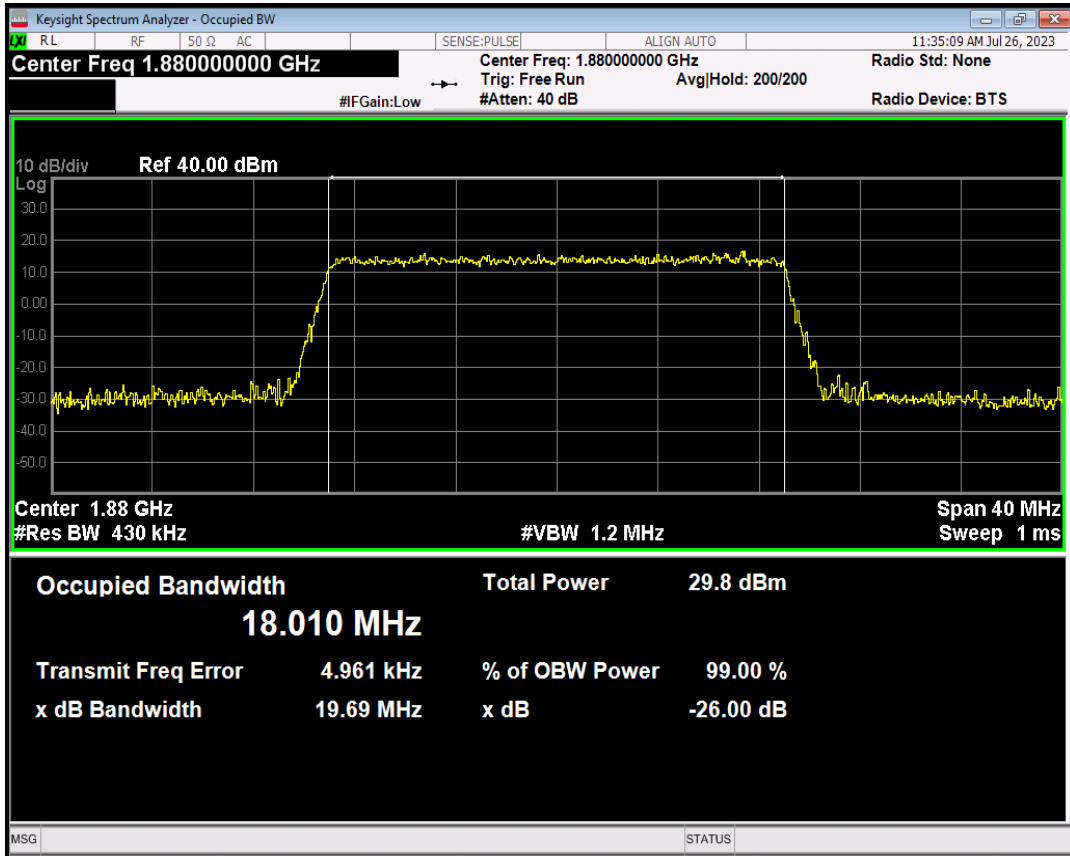 Keysight Spectrum Analyzer - Occupied BW
LXI RL RF 50 Ω AC SENSE:PULSE ALIGN AUTO 11:35:09 AM Jul 26, 2023
Center Freq 1.880000000 GHz Center Freq: 1.880000000 GHz Radio Std: None
Trig: Free Run Avg|Hold: 200/200
#IFGain:Low #Atten: 40 dB Radio Device: BTS
10 dB/div Ref 40.00 dBm
Log
30.0
20.0
10.0
0.00
-10.0
-20.0
-30.0
-40.0
-50.0
Center 1.88 GHz Span 40 MHz
#Res BW 430 kHz #VBW 1.2 MHz Sweep 1 ms
Occupied Bandwidth Total Power 29.8 dBm
18.010 MHz
Transmit Freq Error 4.961 kHz % of OBW Power 99.00 %
x dB Bandwidth 19.69 MHz x dB -26.00 dB
MSG STATUS